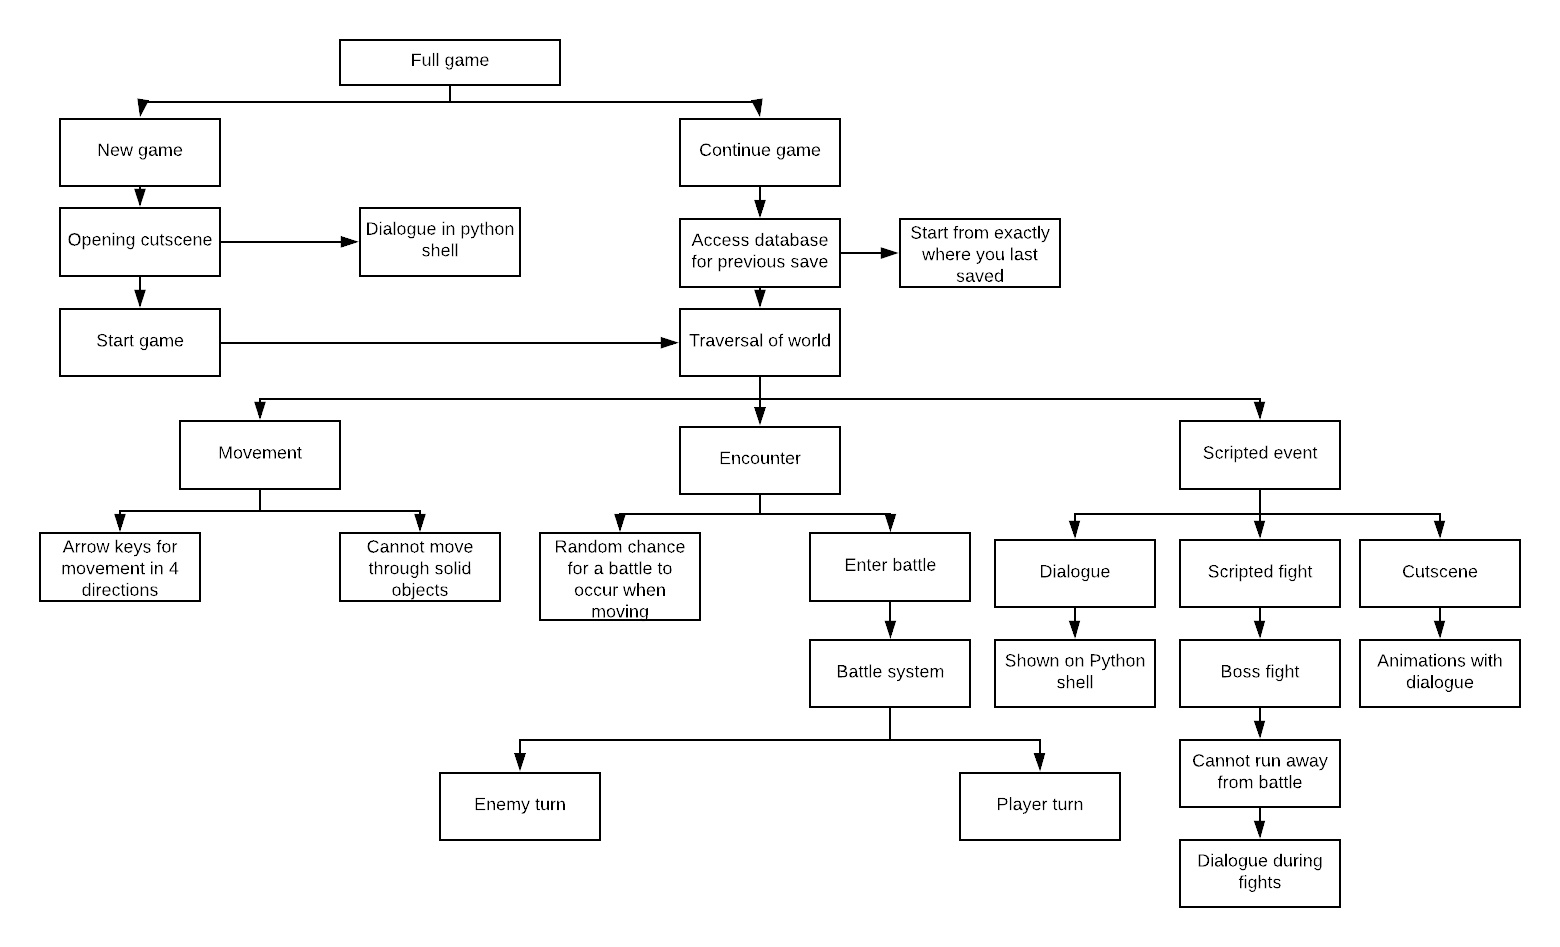 Full game
New game
Continue game
Opening cutscene
Dialogue in python
shell
Access database
for previous save
Start from exactly
where you last
saved
Start game
Traversal of world
Movement
Encounter
Scripted event
Arrow keys for
movement in 4
directions
Cannot move
through solid
objects
Random chance
for a battle to
occur when
moving
Enter battle
Dialogue
Scripted fight
Cutscene
Battle system
Shown on Python
shell
Boss fight
Animations with
dialogue
Enemy turn
Player turn
Cannot run away
from battle
Dialogue during
fights